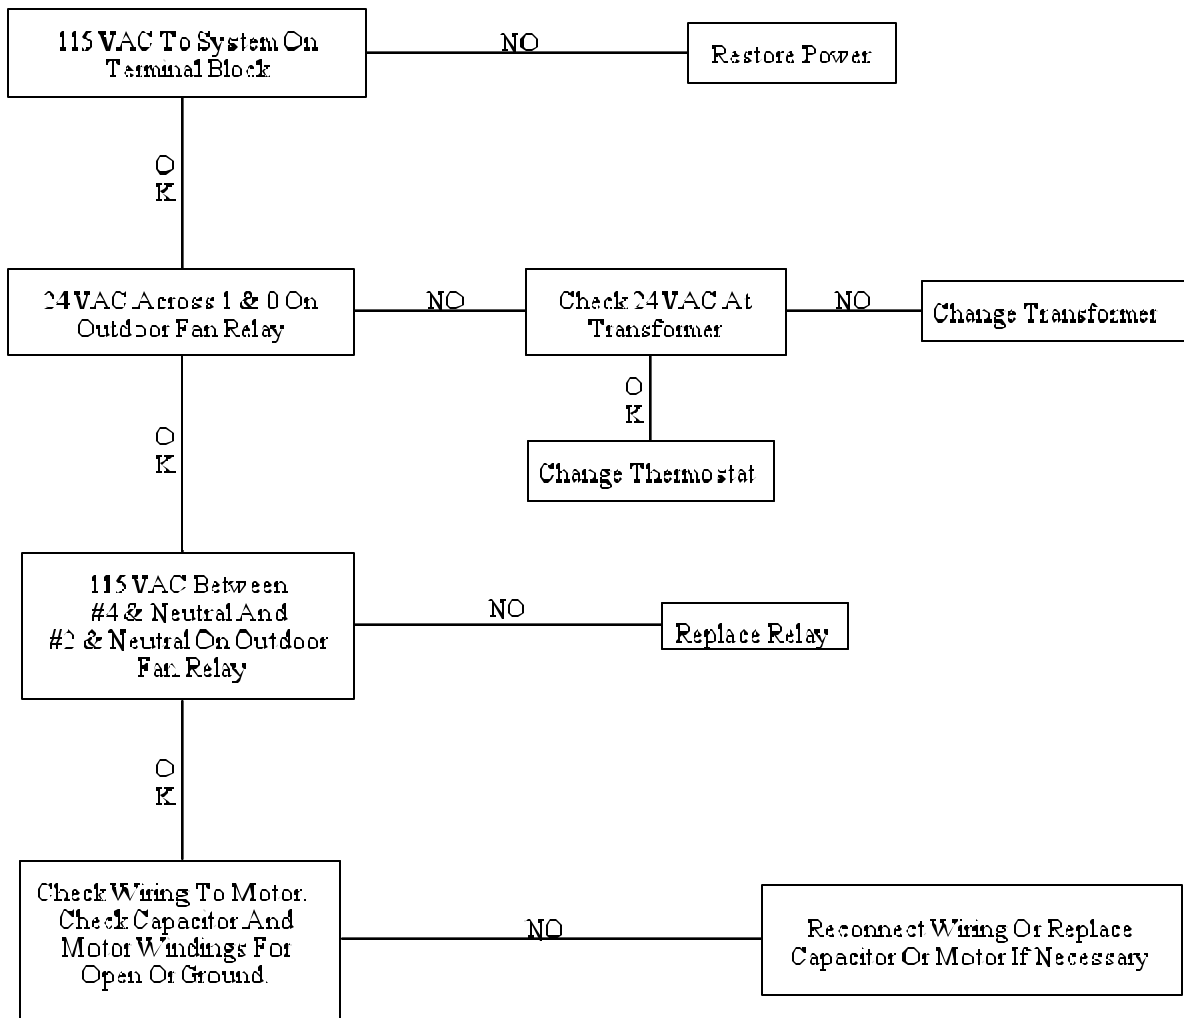 115 VAC To System On
Terminal Block
NO
Restore Power
O
K
24 VAC Across 1 & 0 On
Outdoor Fan Relay
NO
Check 24 VAC At
Transformer
NO
Change Transformer
O
K
Change Thermostat
O
K
115 VAC Between
#4 & Neutral And
#2 & Neutral On Outdoor
Fan Relay
NO
Replace Relay
O
K
Check Wiring To Motor.
Check Capacitor And
Motor Windings For
Open Or Ground.
NO
Reconnect Wiring Or Replace
Capacitor Or Motor If Necessary